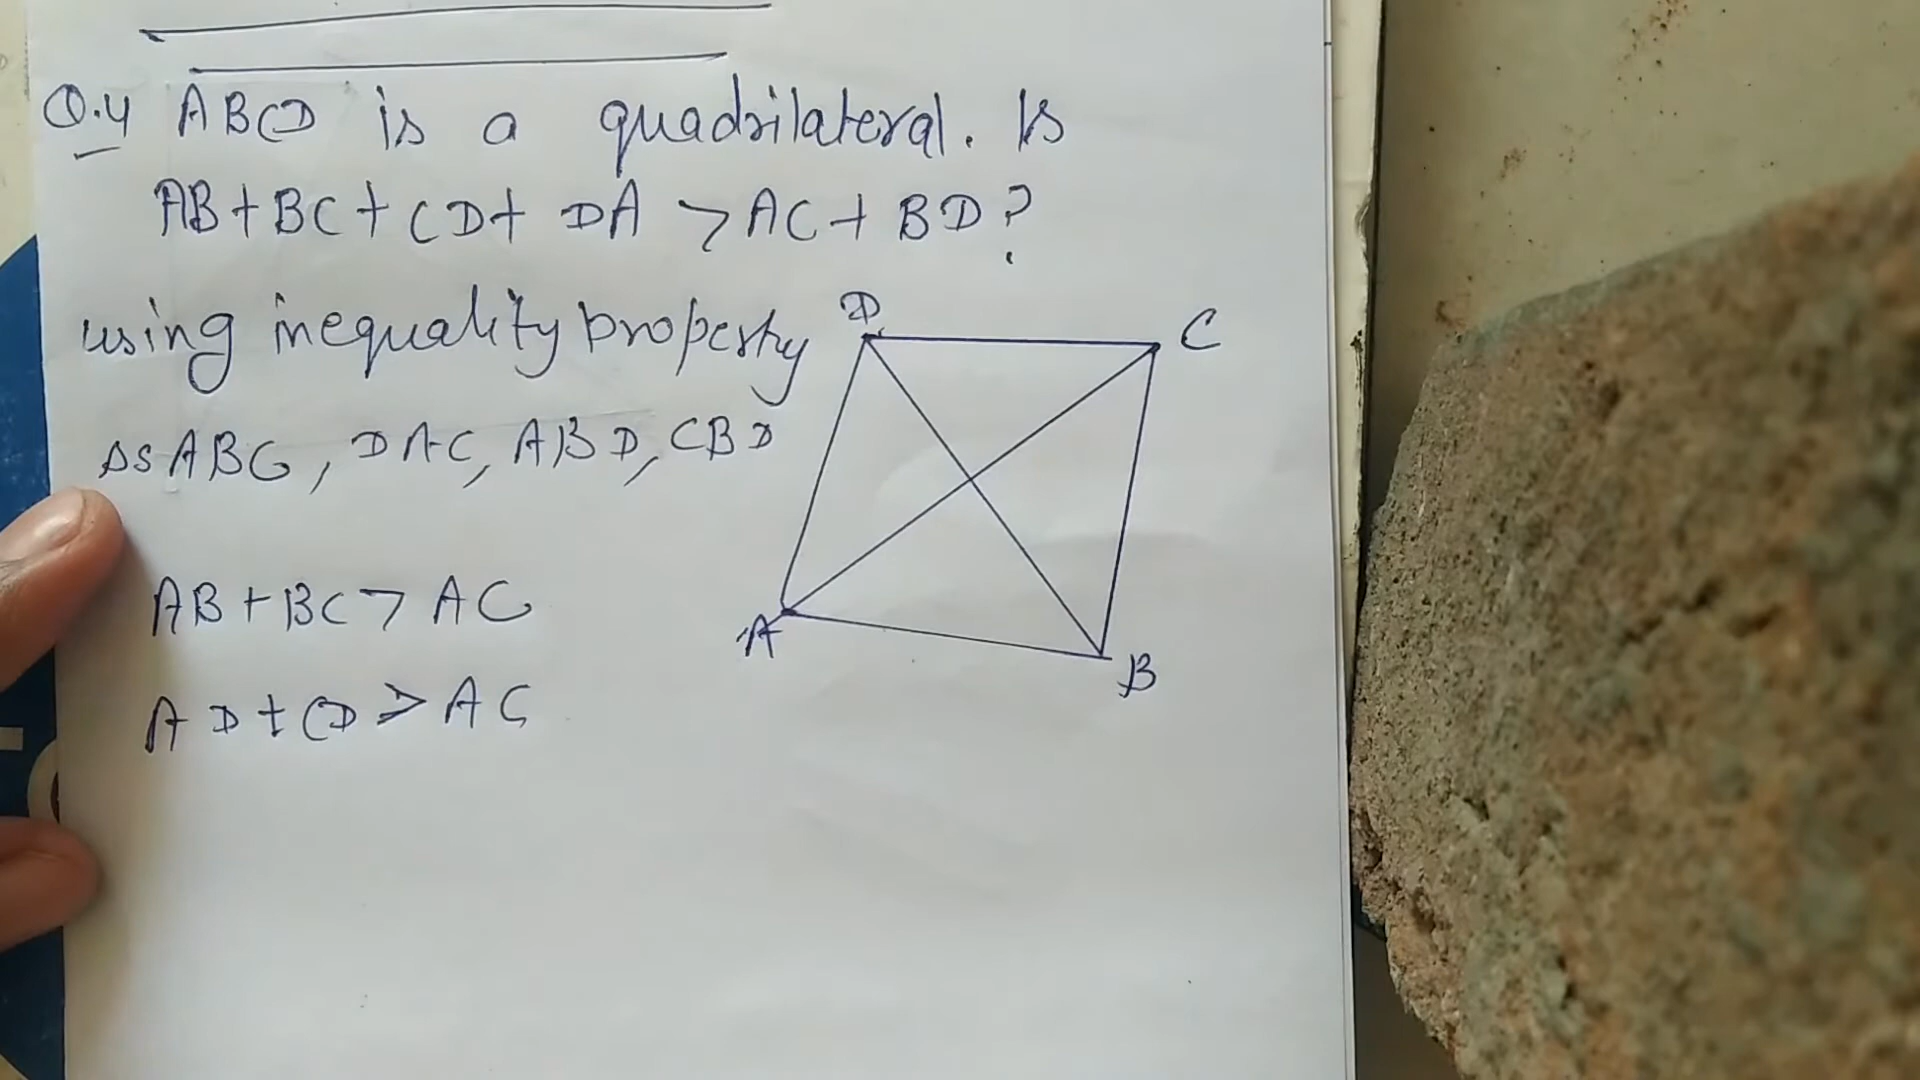 Q.4 ABCD is a quadrilateral. Is
AB+BC+CD+ DA > AC+ BD?
using inequality property
ΔS ABC, DAC, ABD, CBD
AB+BC > AC
AD+CD > AC
D
C
A
B